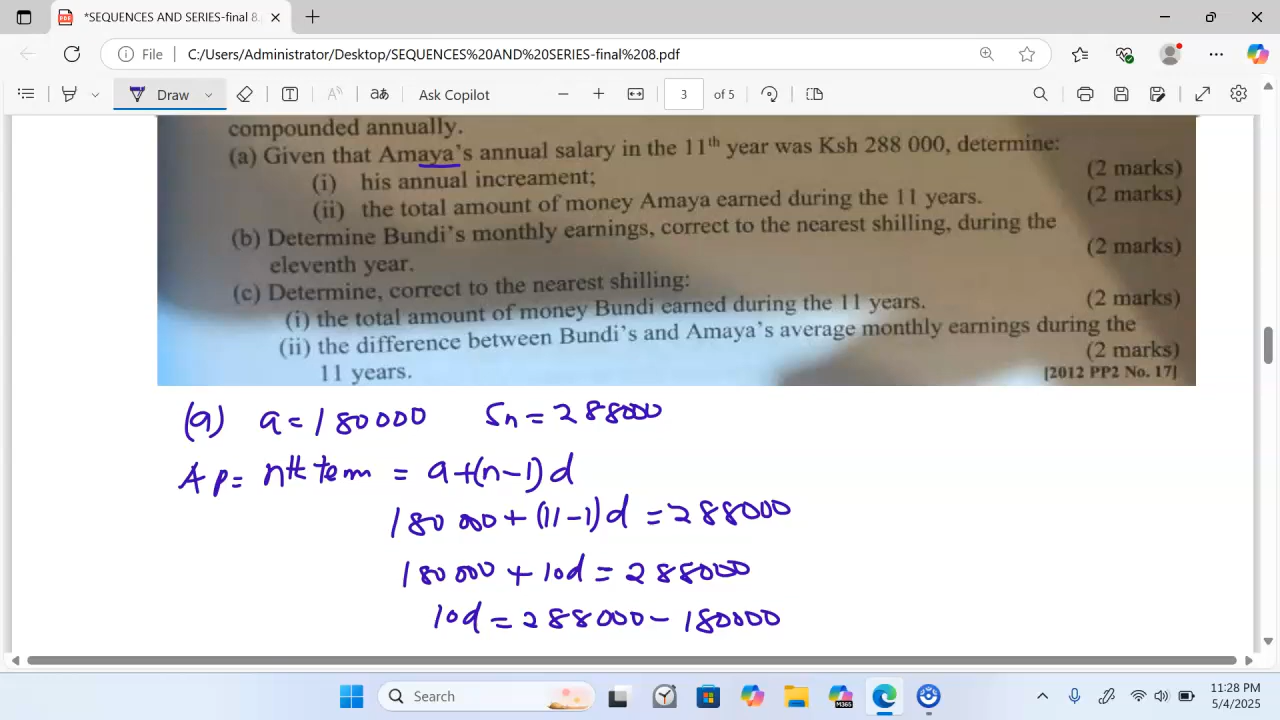 *SEQUENCES AND SERIES-final 8.
File C:/Users/Administrator/Desktop/SEQUENCES%20AND%20SERIES-final%208.pdf
Draw Ask Copilot 3 of 5
compounded annually.
(a) Given that Amaya's annual salary in the 11th year was Ksh 288 000, determine:
(i) his annual increament; (2 marks)
(ii) the total amount of money Amaya earned during the 11 years. (2 marks)
(b) Determine Bundi's monthly earnings, correct to the nearest shilling, during the
eleventh year. (2 marks)
(c) Determine, correct to the nearest shilling:
(i) the total amount of money Bundi earned during the 11 years. (2 marks)
(ii) the difference between Bundi's and Amaya's average monthly earnings during the
11 years. (2 marks)
[2012 PP2 No. 17]
(a) a = 180000 Sn = 288000
AP = nth term = a+(n-1)d
180 000 + (11-1)d = 288000
180 000 + 10d = 288000
10d = 288000 - 180000
Search
11:28 PM
5/4/2025